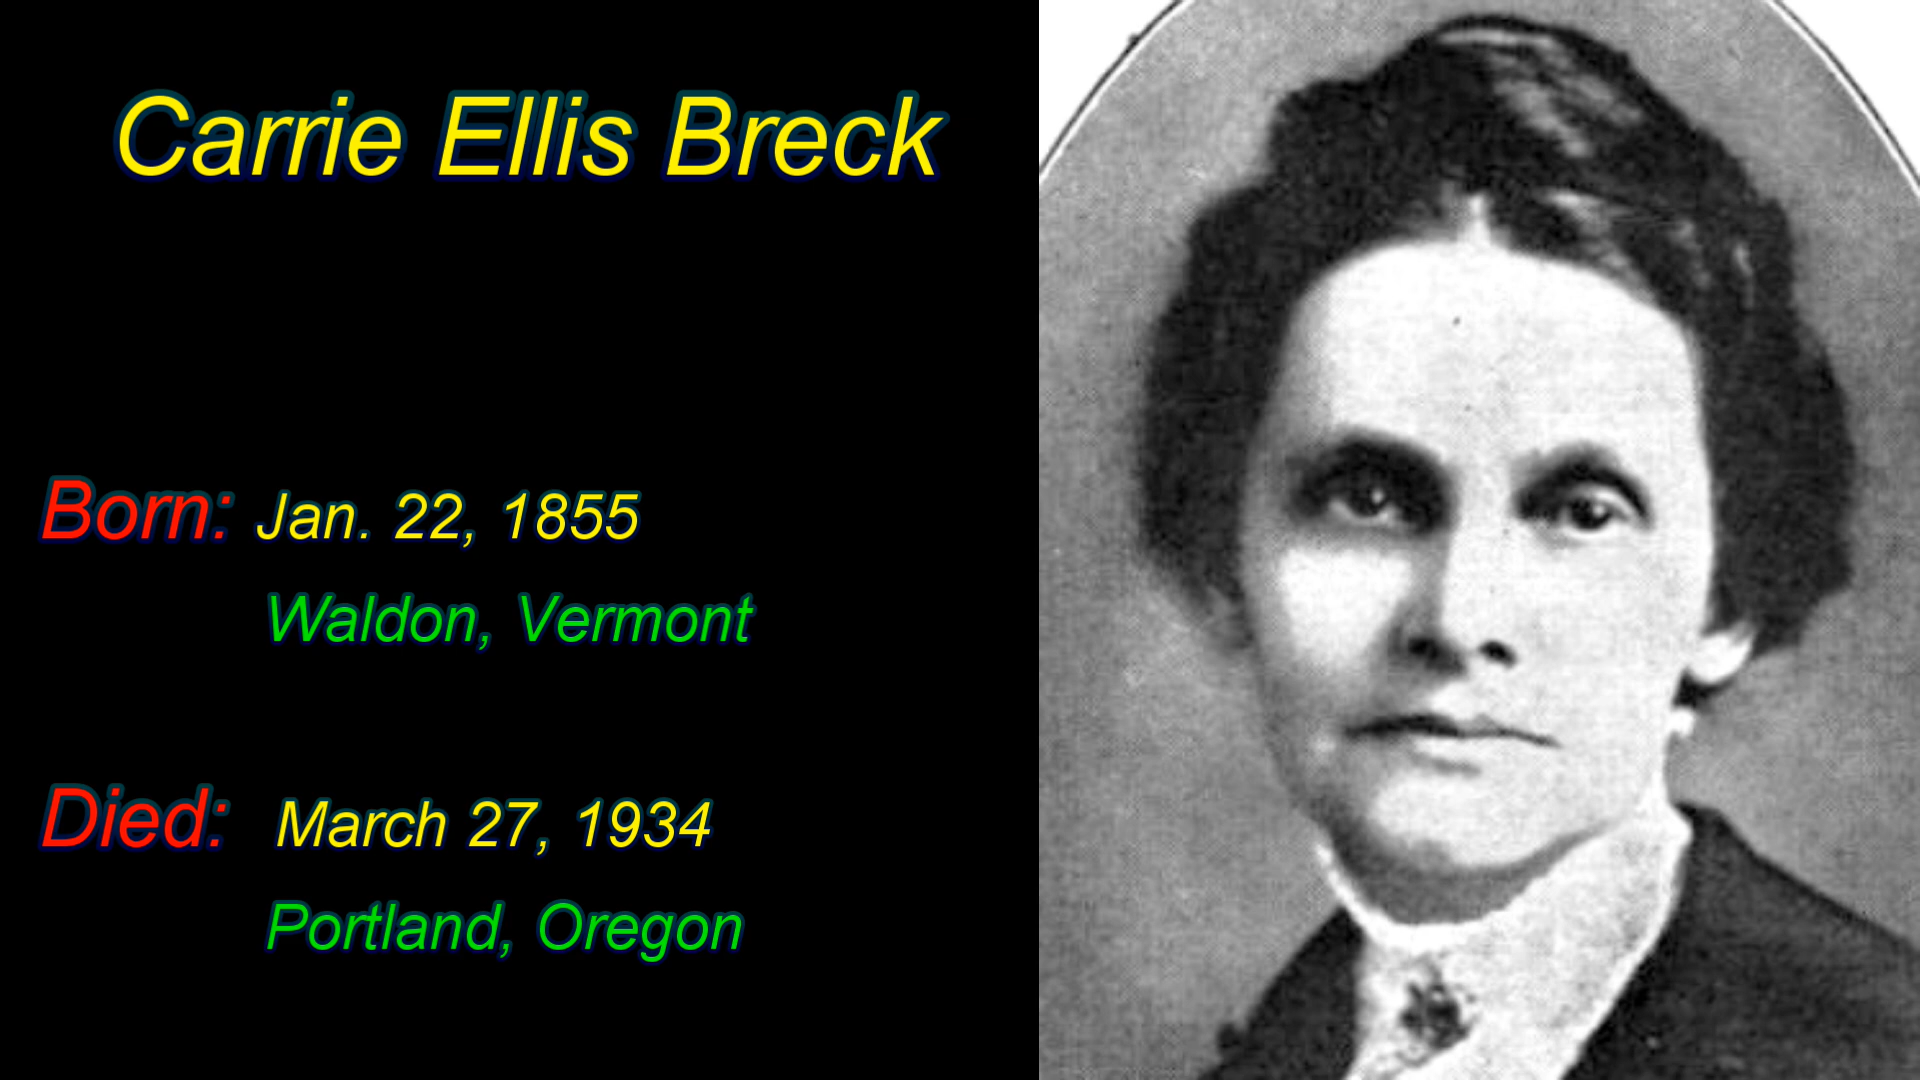 Carrie Ellis Breck
Born: Jan. 22, 1855
Waldon, Vermont
Died: March 27, 1934
Portland, Oregon